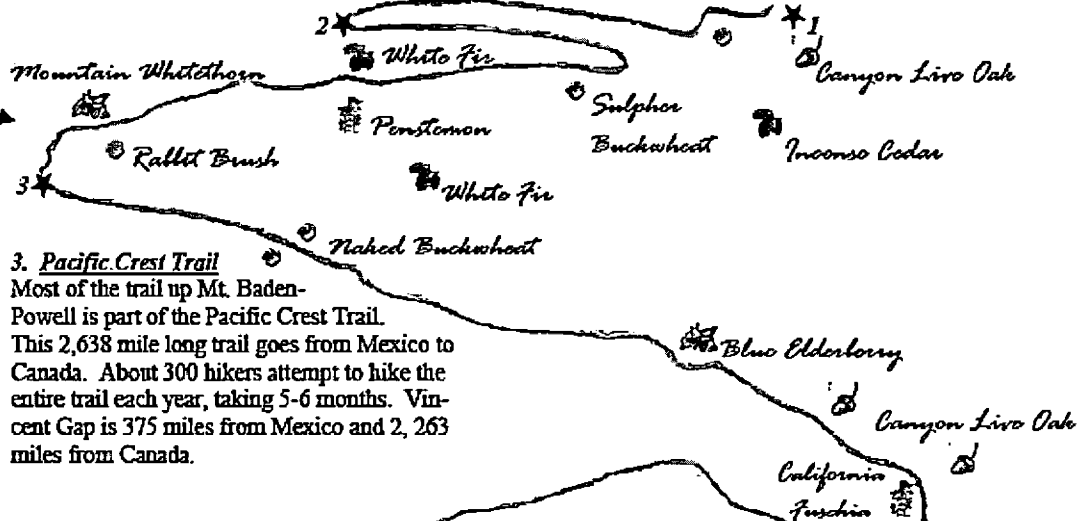 2
1
White Fir
Mountain Whitethorn
Canyon Live Oak
Sulpher
Buckwheat
Penstemon
Incense Cedar
Rabbit Brush
3
White Fir
Naked Buckwheat
3. Pacific Crest Trail
Most of the trail up Mt. Baden-
Powell is part of the Pacific Crest Trail.
This 2,638 mile long trail goes from Mexico to
Canada. About 300 hikers attempt to hike the
entire trail each year, taking 5-6 months. Vin-
cent Gap is 375 miles from Mexico and 2, 263
miles from Canada.
Blue Elderberry
Canyon Live Oak
California
Fuschia